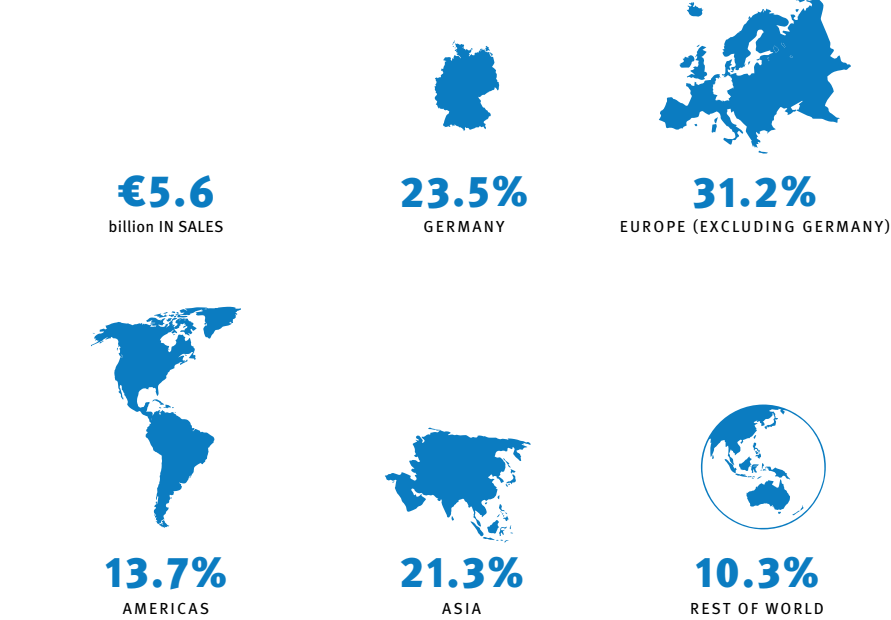 €5.6
billion IN SALES
23.5%
GERMANY
31.2%
EUROPE (EXCLUDING GERMANY)
13.7%
AMERICAS
21.3%
ASIA
10.3%
REST OF WORLD